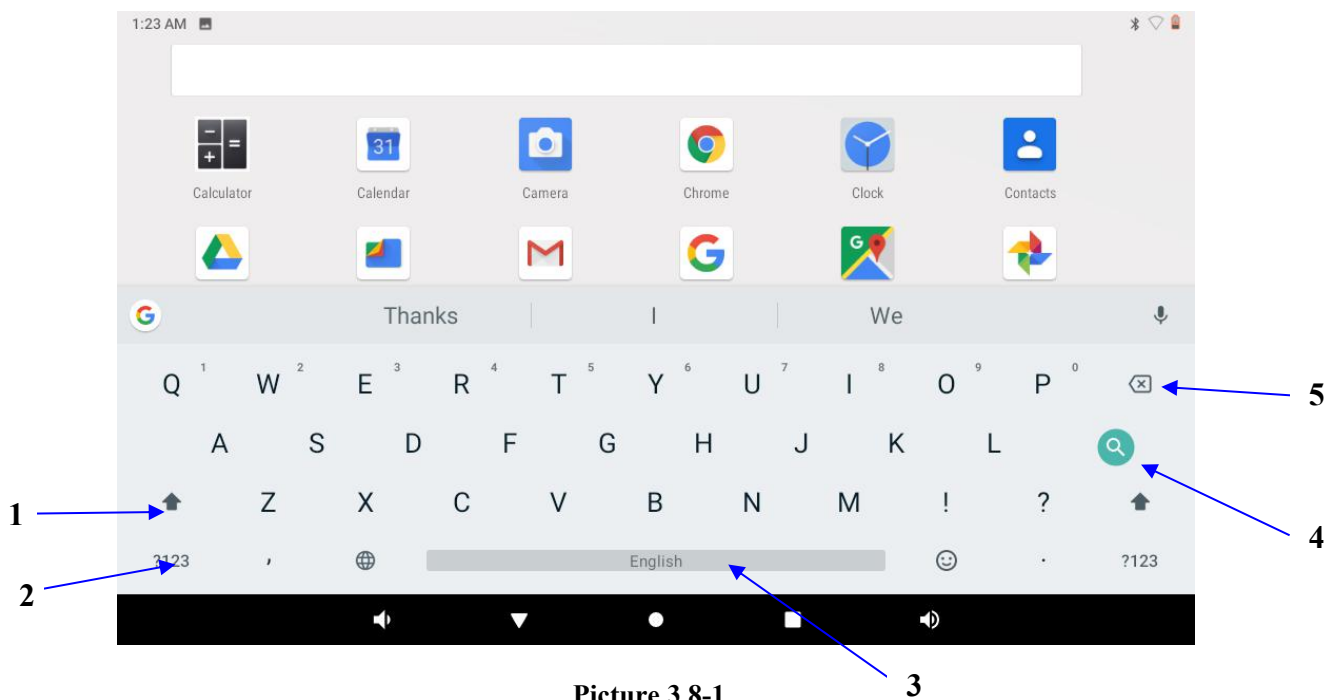 1:23 AM
31
Calculator Calendar Camera Chrome Clock Contacts
G Thanks I We
Q 1 W 2 E 3 R 4 T 5 Y 6 U 7 I 8 O 9 P 0
5
A S D F G H J K L
1
Z X C V B N M ! ?
4
?123 , English . ?123
2
3
Picture 3.8-1